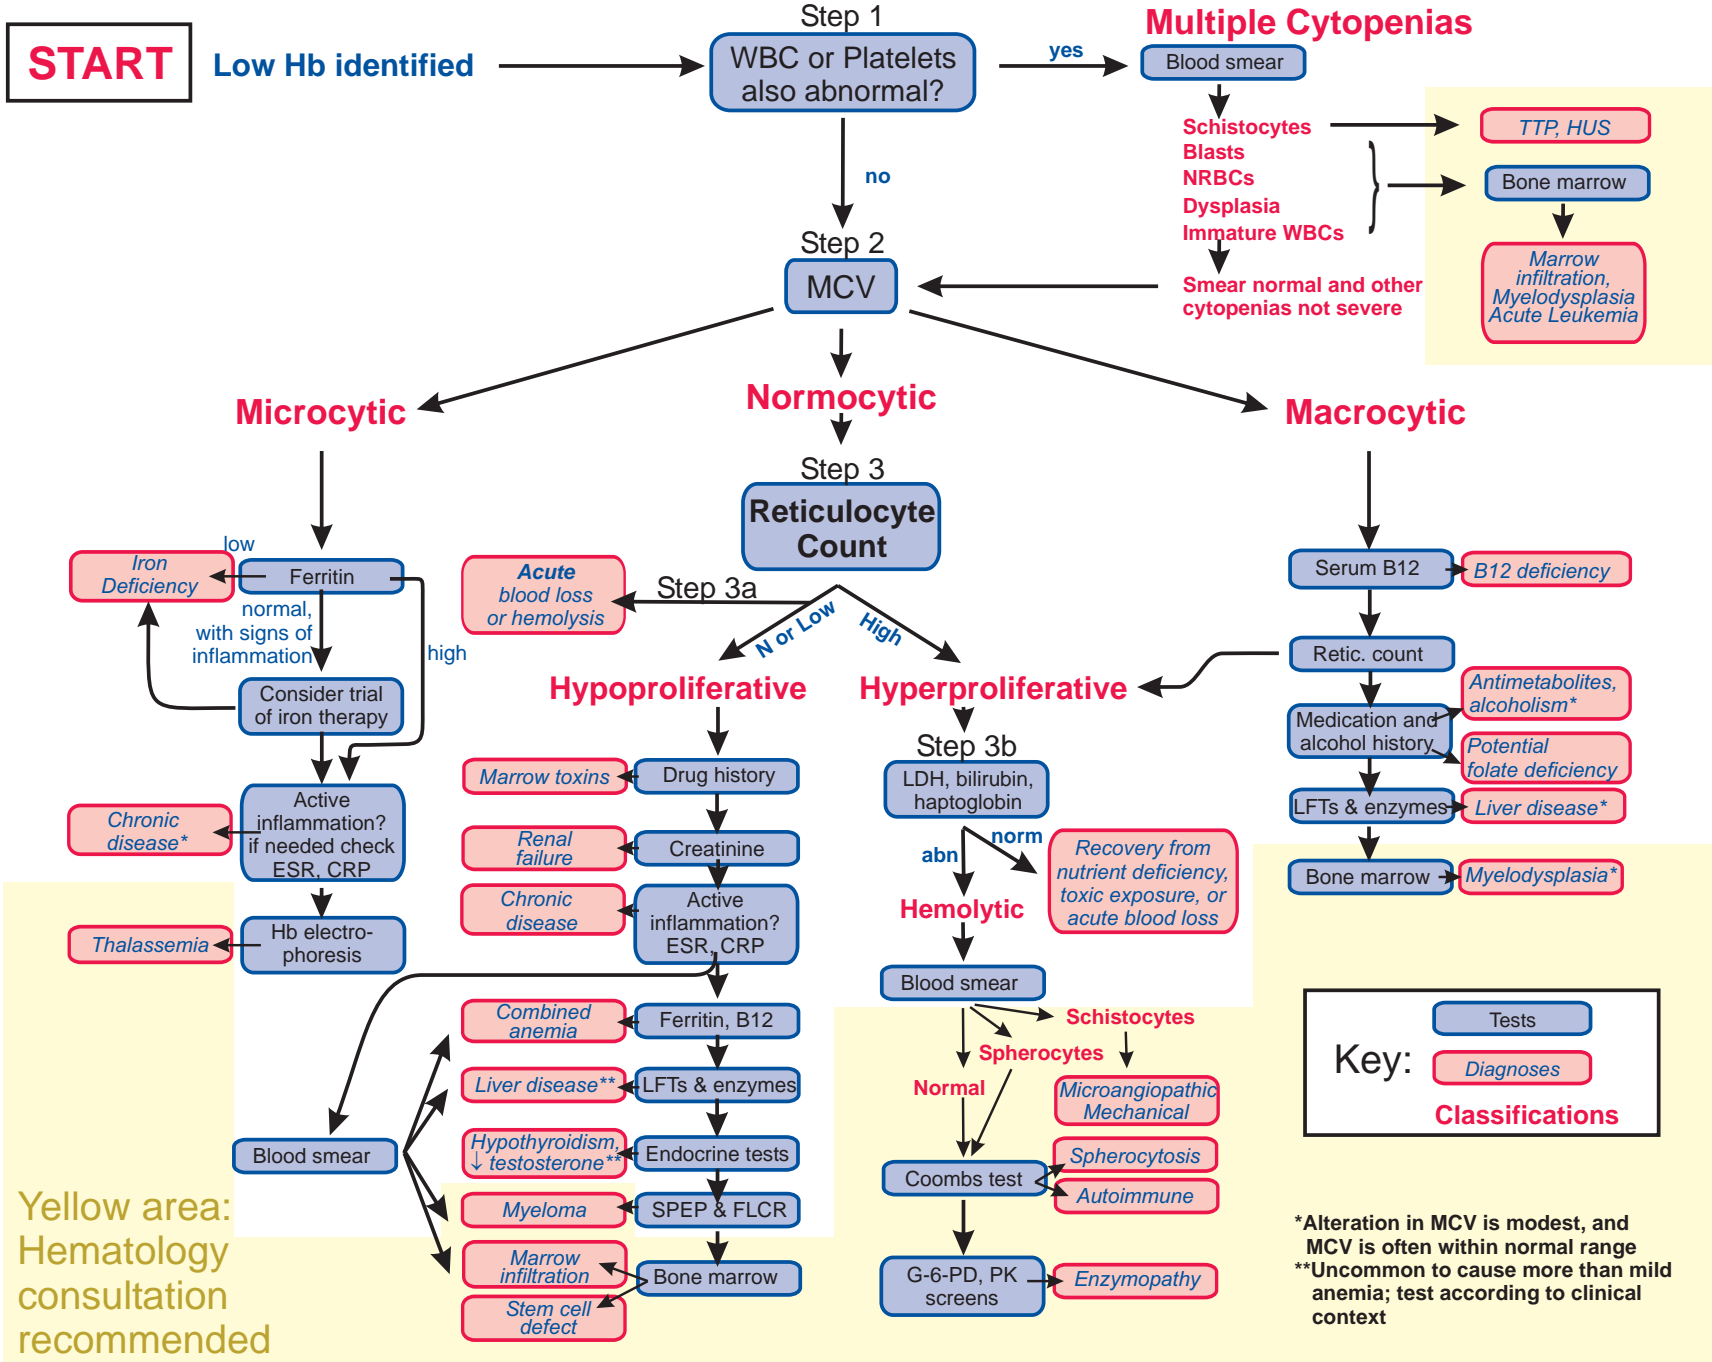 START
Low Hb identified
Step 1
WBC or Platelets
also abnormal?
yes
no
Multiple Cytopenias
Blood smear
Schistocytes
Blasts
NRBCs
Dysplasia
Immature WBCs
Smear normal and other
cytopenias not severe
TTP, HUS
Bone marrow
Marrow
infiltration,
Myelodysplasia
Acute Leukemia
Step 2
MCV
Microcytic
Normocytic
Macrocytic
Step 3
Reticulocyte
Count
Step 3a
Acute
blood loss
or hemolysis
N or Low
High
low
Iron
Deficiency
Ferritin
normal,
with signs of
inflammation
high
Consider trial
of iron therapy
Active
inflammation?
if needed check
ESR, CRP
Chronic
disease*
Hb electro-
phoresis
Thalassemia
Hypoproliferative
Drug history
Marrow toxins
Creatinine
Renal
failure
Active
inflammation?
ESR, CRP
Chronic
disease
Ferritin, B12
Combined
anemia
LFTs & enzymes
Liver disease**
Endocrine tests
Hypothyroidism,
↓ testosterone**
SPEP & FLCR
Myeloma
Bone marrow
Marrow
infiltration
Stem cell
defect
Blood smear
Hyperproliferative
Step 3b
LDH, bilirubin,
haptoglobin
abn
norm
Recovery from
nutrient deficiency,
toxic exposure, or
acute blood loss
Hemolytic
Blood smear
Schistocytes
Spherocytes
Normal
Microangiopathic
Mechanical
Coombs test
Spherocytosis
Autoimmune
G-6-PD, PK
screens
Enzymopathy
Serum B12
B12 deficiency
Retic. count
Medication and
alcohol history
Antimetabolites,
alcoholism*
Potential
folate deficiency
LFTs & enzymes
Liver disease*
Bone marrow
Myelodysplasia*
Key:
Tests
Diagnoses
Classifications
Yellow area:
Hematology
consultation
recommended
*Alteration in MCV is modest, and
MCV is often within normal range
**Uncommon to cause more than mild
anemia; test according to clinical
context